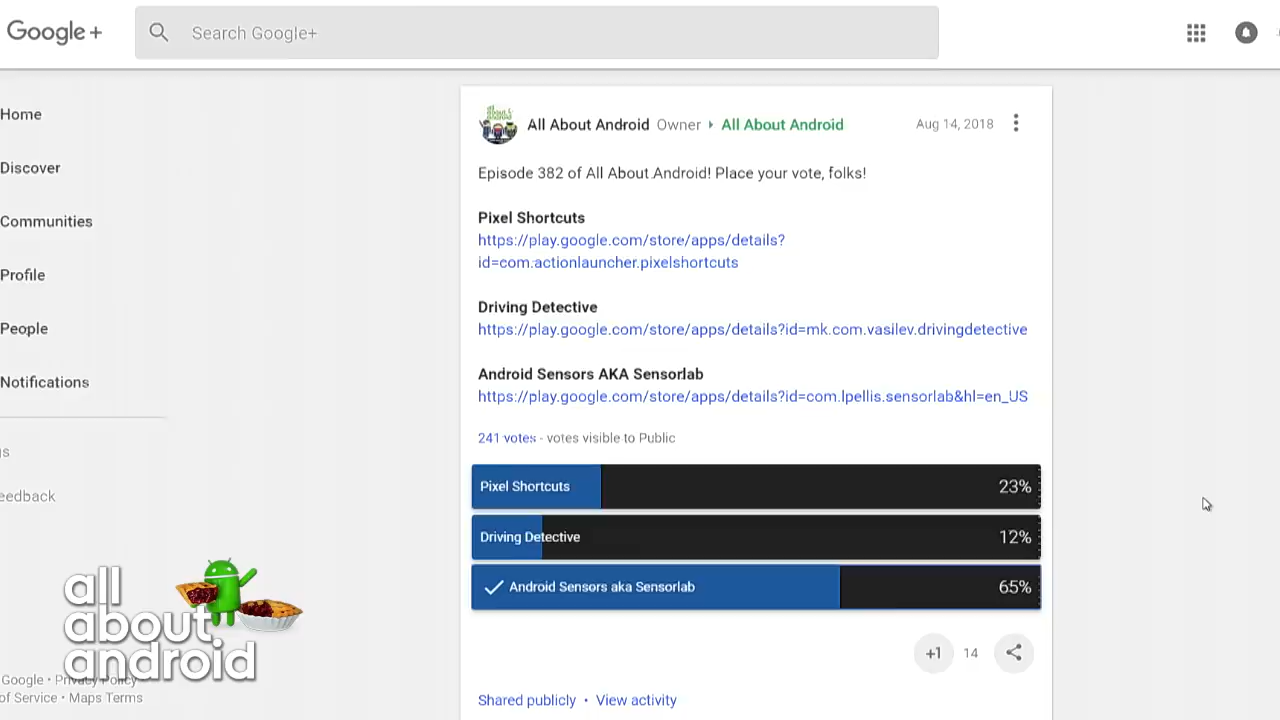 Google+
Search Google+
Home
Discover
Communities
Profile
People
Notifications
gs
eedback
Google • Privacy Policy
of Service • Maps Terms
all
about
android
All About Android Owner ▸ All About Android
Aug 14, 2018
Episode 382 of All About Android! Place your vote, folks!
Pixel Shortcuts
https://play.google.com/store/apps/details?
id=com.actionlauncher.pixelshortcuts
Driving Detective
https://play.google.com/store/apps/details?id=mk.com.vasilev.drivingdetective
Android Sensors AKA Sensorlab
https://play.google.com/store/apps/details?id=com.lpellis.sensorlab&hl=en_US
241 votes - votes visible to Public
Pixel Shortcuts 23%
Driving Detective 12%
Android Sensors aka Sensorlab 65%
+1 14
Shared publicly • View activity